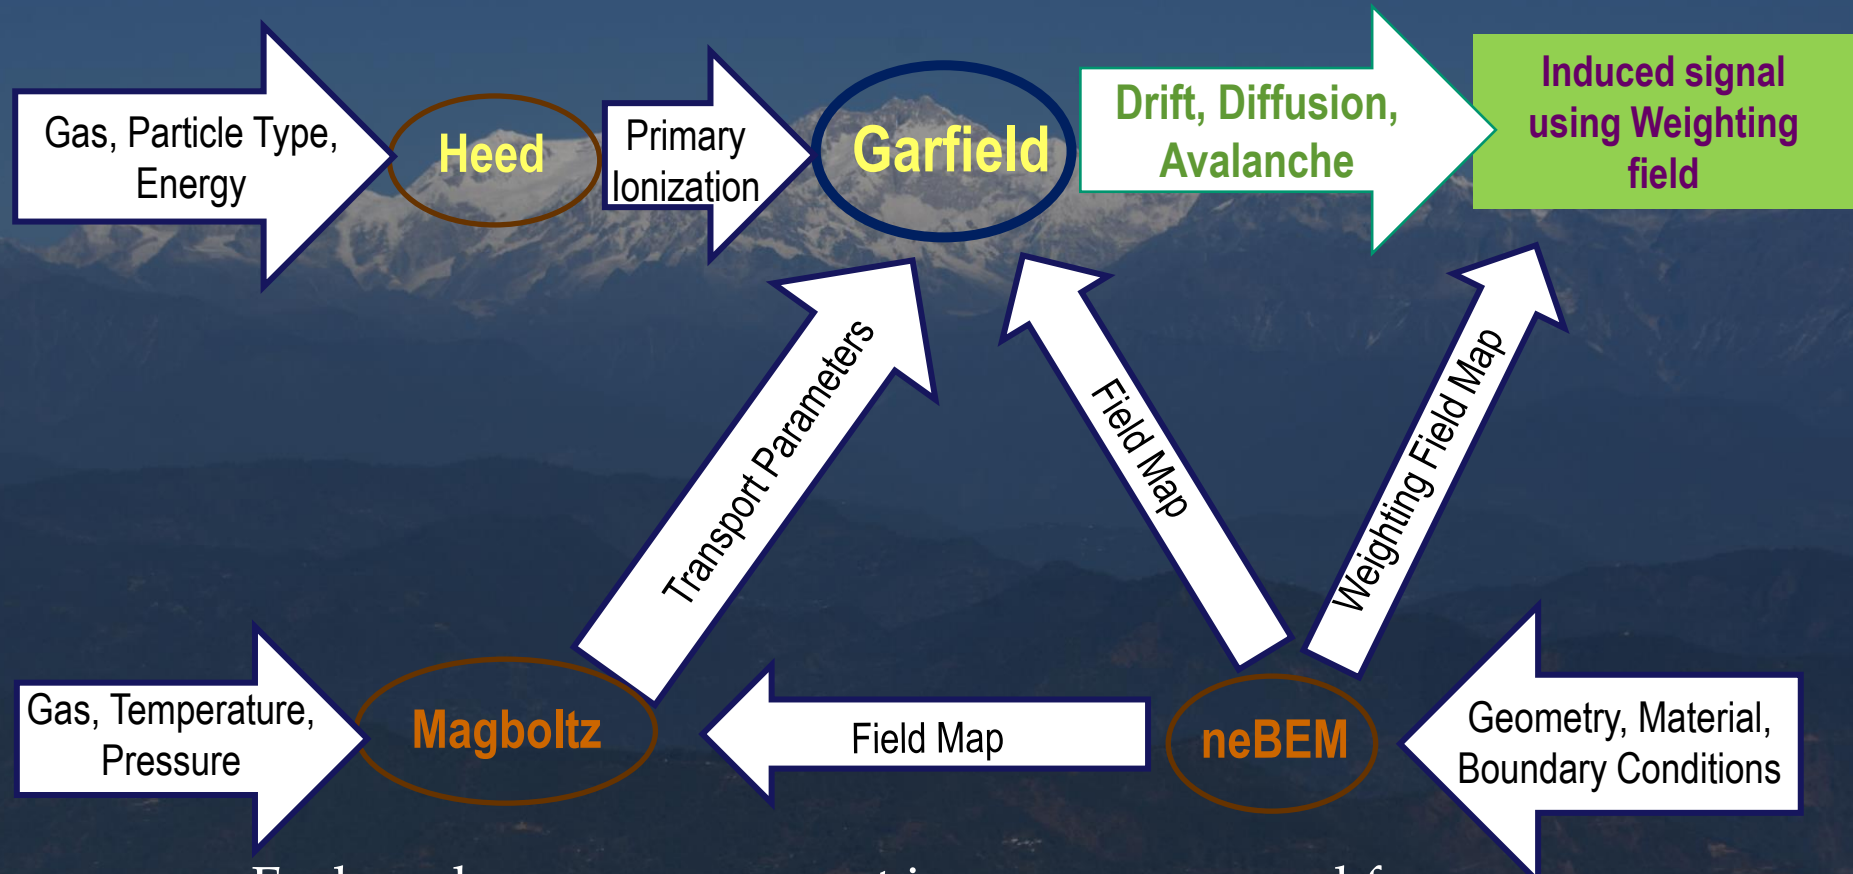 Gas, Particle Type,
Energy
Heed
Primary
Ionization
Garfield
Drift, Diffusion,
Avalanche
Induced signal
using Weighting
field
Transport Parameters
Field Map
Weighting Field Map
Gas, Temperature,
Pressure
Magboltz
Field Map
neBEM
Geometry, Material,
Boundary Conditions